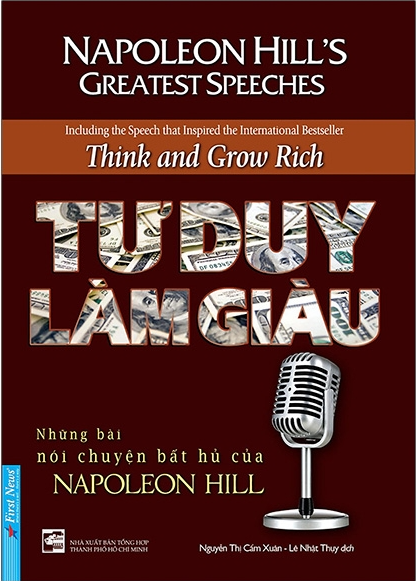 NAPOLEON HILL'S
GREATEST SPEECHES
Including the Speech that Inspired the International Bestseller
Think and Grow Rich
TƯ DUY
LÀM GIÀU
Những bài
nói chuyện bất hủ của
NAPOLEON HILL
First News
NHÀ XUẤT BẢN TỔNG HỢP
THÀNH PHỐ HỒ CHÍ MINH
Nguyễn Thị Cẩm Xuân - Lê Nhật Thụy dịch